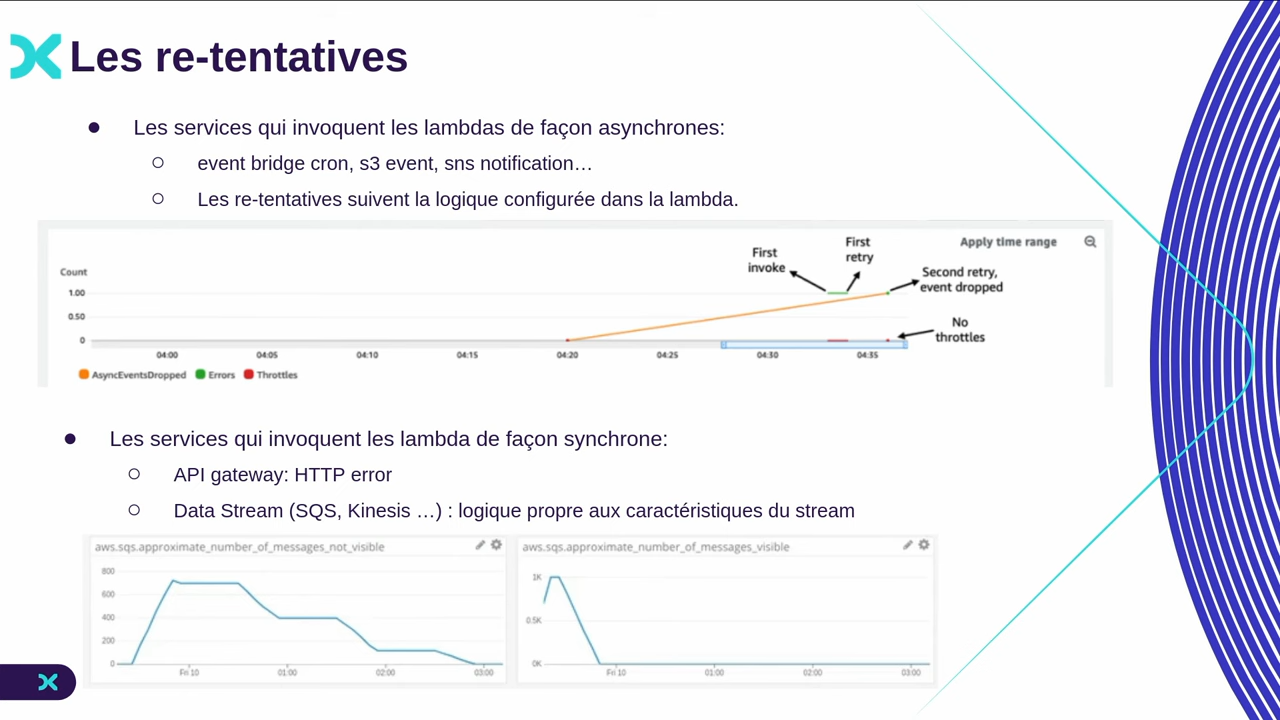 Les re-tentatives
● Les services qui invoquent les lambdas de façon asynchrones:
○ event bridge cron, s3 event, sns notification…
○ Les re-tentatives suivent la logique configurée dans la lambda.
Apply time range
First
invoke
First
retry
Second retry,
event dropped
No
throttles
Count
1.00
0.50
0
04:00 04:05 04:10 04:15 04:20 04:25 04:30 04:35
AsyncEventsDropped Errors Throttles
● Les services qui invoquent les lambda de façon synchrone:
○ API gateway: HTTP error
○ Data Stream (SQS, Kinesis …) : logique propre aux caractéristiques du stream
aws.sqs.approximate_number_of_messages_not_visible
800
600
400
200
0
Fri 10 01:00 02:00 03:00
aws.sqs.approximate_number_of_messages_visible
1K
0.5K
0K
Fri 10 01:00 02:00 03:00